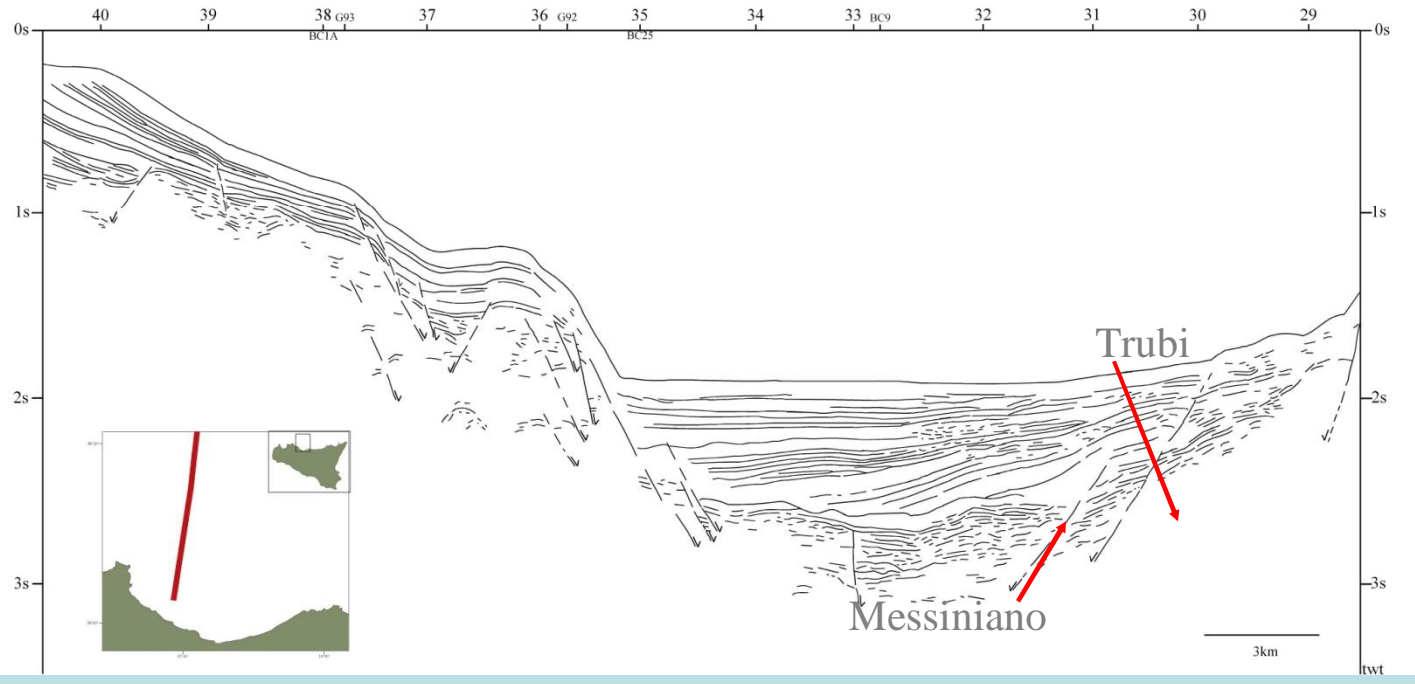 40 39 38 G93 37 36 G92 35 34 33 BC9 32 31 30 29
BC1A BC25
0s 0s
1s 1s
2s 2s
3s 3s
Trubi
Messiniano
3km
twt